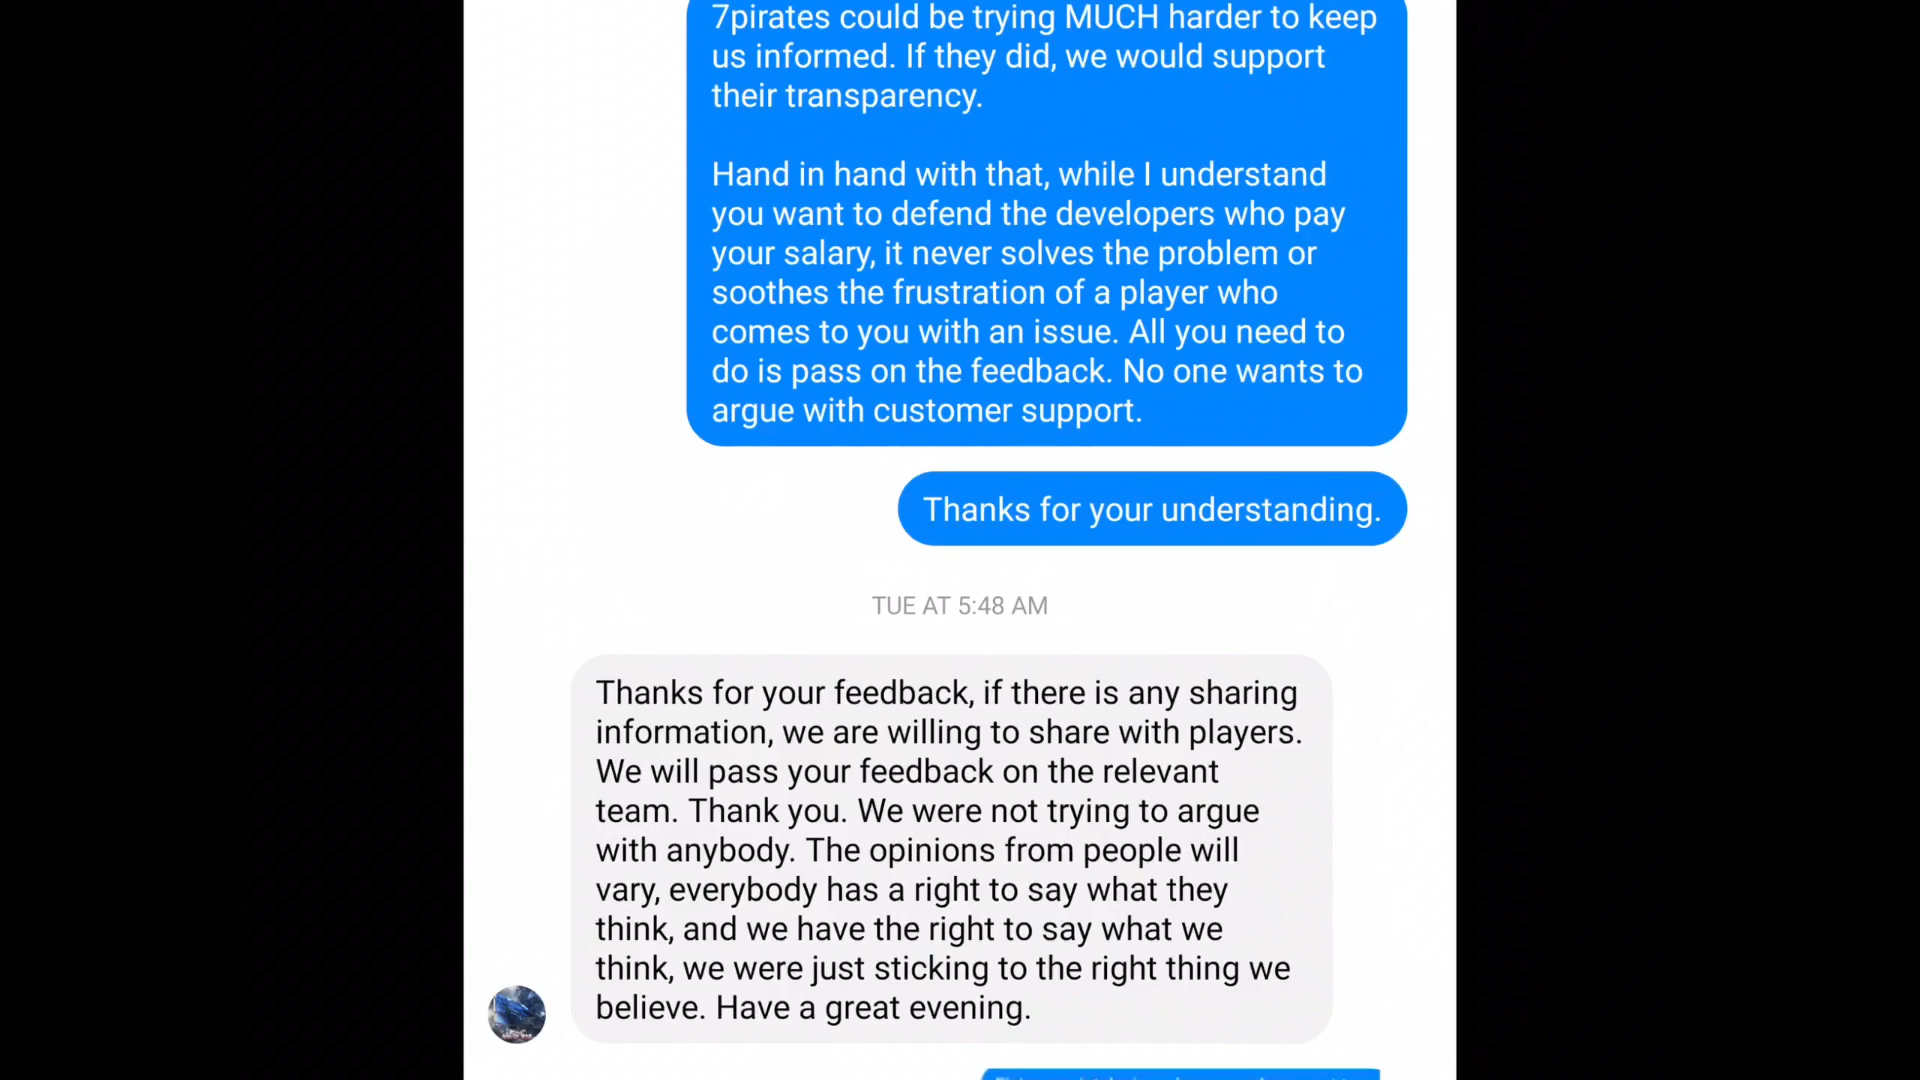 7pirates could be trying MUCH harder to keep
us informed. If they did, we would support
their transparency.
Hand in hand with that, while I understand
you want to defend the developers who pay
your salary, it never solves the problem or
soothes the frustration of a player who
comes to you with an issue. All you need to
do is pass on the feedback. No one wants to
argue with customer support.
Thanks for your understanding.
TUE AT 5:48 AM
Thanks for your feedback, if there is any sharing
information, we are willing to share with players.
We will pass your feedback on the relevant
team. Thank you. We were not trying to argue
with anybody. The opinions from people will
vary, everybody has a right to say what they
think, and we have the right to say what we
think, we were just sticking to the right thing we
believe. Have a great evening.